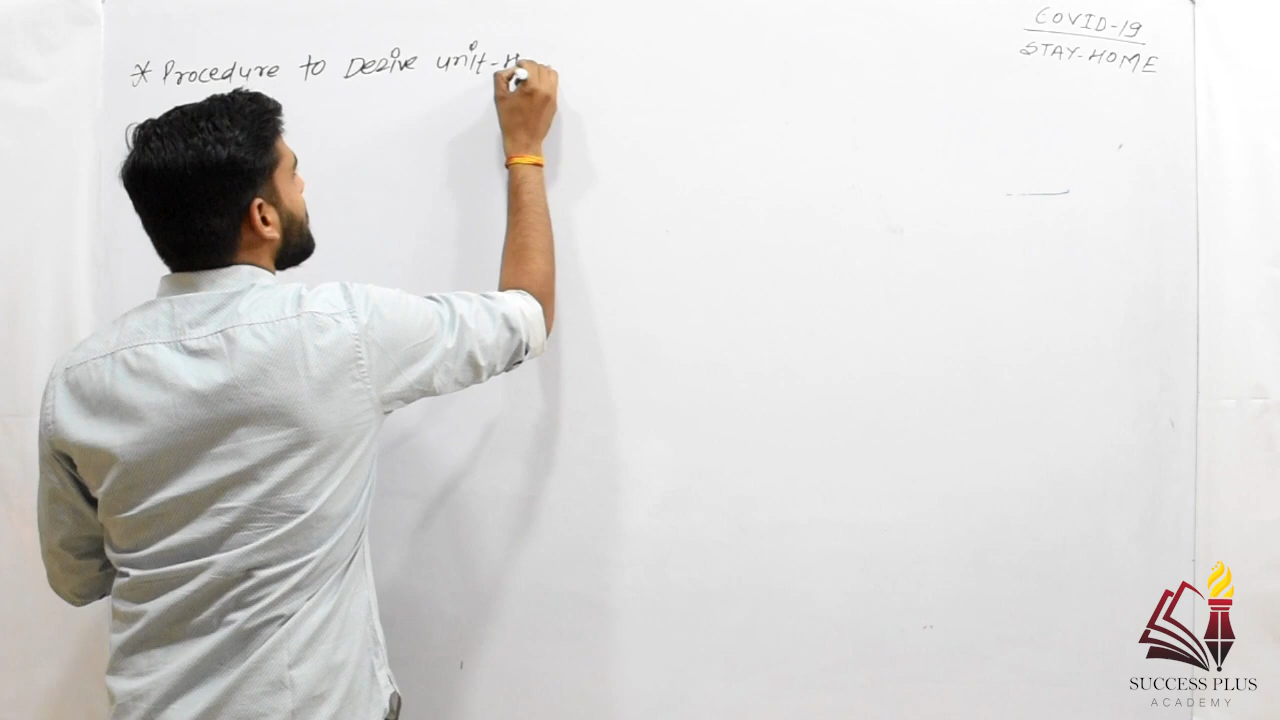 * Procedure to Derive unit-H
COVID-19
STAY-HOME
SUCCESS PLUS
ACADEMY